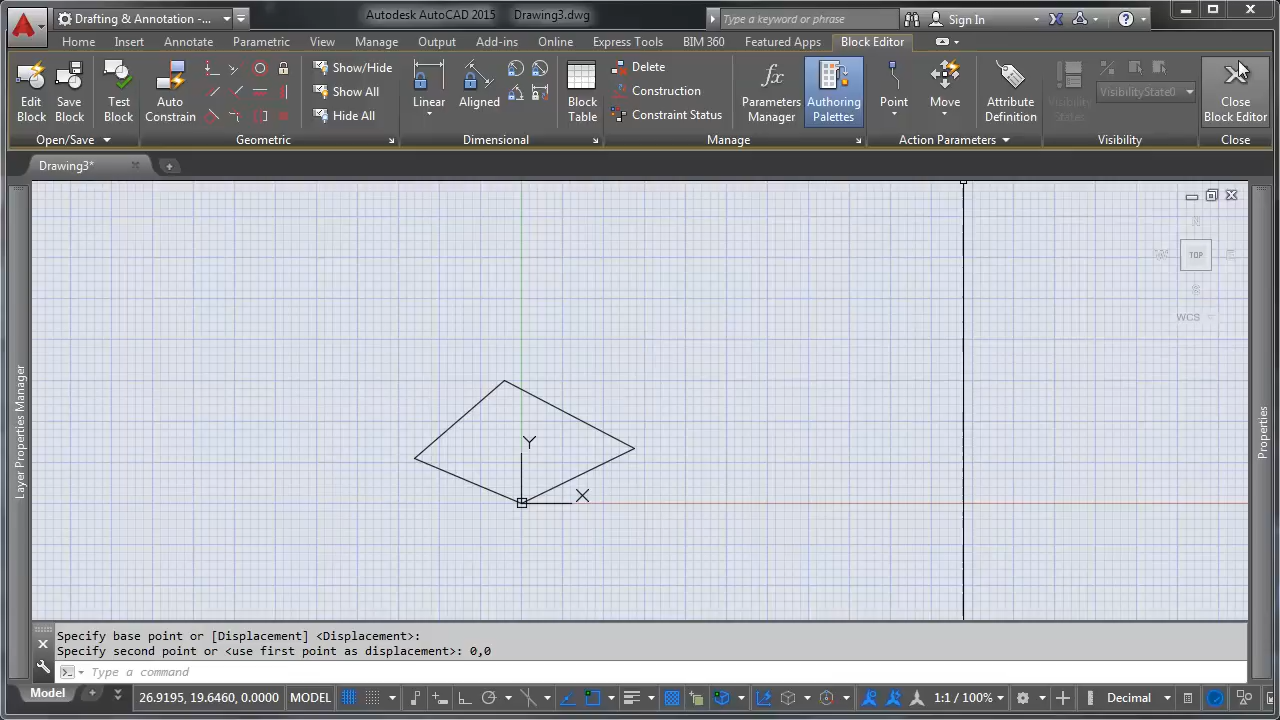 Drafting & Annotation
Autodesk AutoCAD 2015 Drawing3.dwg
Type a keyword or phrase
Sign In
Home Insert Annotate Parametric View Manage Output Add-ins Online Express Tools BIM 360 Featured Apps Block Editor
Edit
Block
Save
Block
Test
Block
Auto
Constrain
Show/Hide
Show All
Hide All
Linear
Aligned
Block
Table
Delete
Construction
Constraint Status
Parameters
Manager
Authoring
Palettes
Point
Move
Attribute
Definition
Visibility
States
VisibilityState0
Close
Block Editor
Open/Save Geometric Dimensional Manage Action Parameters Visibility Close
Drawing3*
N
W TOP E
S
WCS
Y
X
Layer Properties Manager
Properties
Specify base point or [Displacement] <Displacement>:
Specify second point or <use first point as displacement>: 0,0
Type a command
Model
26.9195, 19.6460, 0.0000 MODEL 1:1 / 100% Decimal